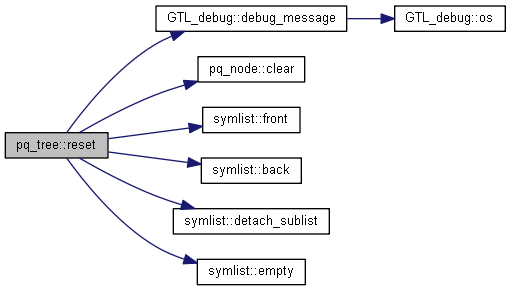 GTL_debug::debug_message
GTL_debug::os
pq_node::clear
symlist::front
pq_tree::reset
symlist::back
symlist::detach_sublist
symlist::empty